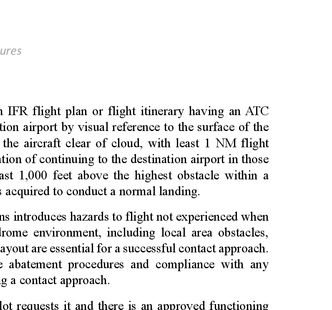 ures
IFR flight plan or flight itinerary having an ATC
tion airport by visual reference to the surface of the
the aircraft clear of cloud, with least 1 NM flight
tion of continuing to the destination airport in those
ast 1,000 feet above the highest obstacle within a
s acquired to conduct a normal landing.
ns introduces hazards to flight not experienced when
drome environment, including local area obstacles,
ayout are essential for a successful contact approach.
e abatement procedures and compliance with any
g a contact approach.
lot requests it and there is an approved functioning